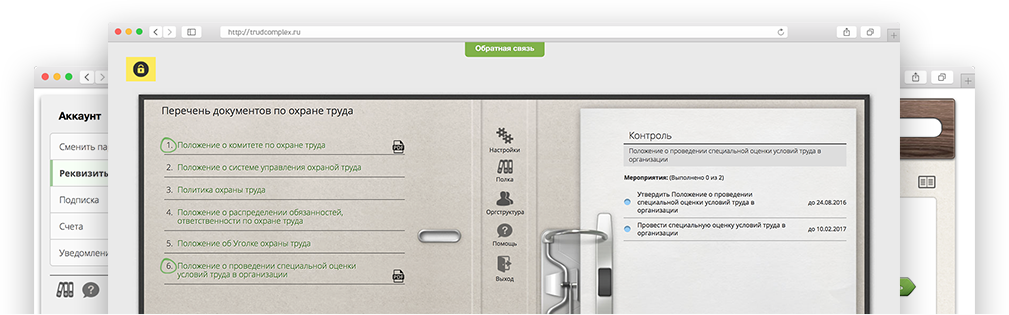 http://trudcomplex.ru
Обратная связь
Аккаунт
Сменить па
Реквизиты
Подписка
Счета
Уведомлени
Перечень документов по охране труда
1. Положение о комитете по охране труда
PDF
2. Положение о системе управления охраной труда
3. Политика охраны труда
4. Положение о распределении обязанностей,
ответственности по охране труда
5. Положение об Уголке охраны труда
6. Положение о проведении специальной оценки
условий труда в организации
PDF
Настройки
Полка
Оргструктура
Помощь
Выход
Контроль
Положение о проведении специальной оценки условий труда в
организации
Мероприятия: (Выполнено 0 из 2)
Утвердить Положение о проведении
специальной оценки условий труда в
организации
до 24.08.2016
Провести специальную оценку условий труда в
организации
до 10.02.2017